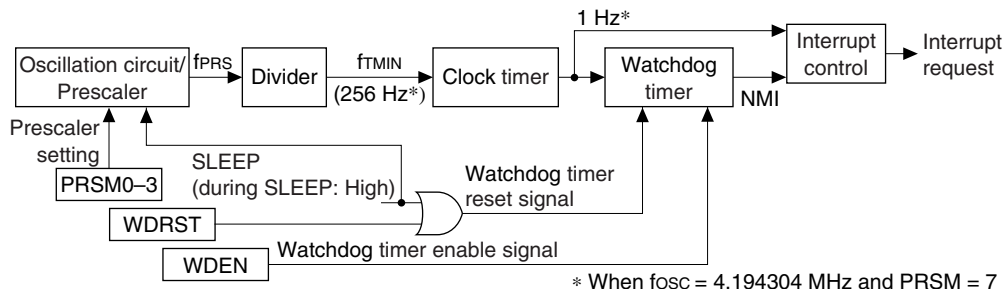 1 Hz*
Oscillation circuit/
Prescaler
fPRS
Divider
fTMIN
(256 Hz*)
Clock timer
Watchdog
timer
NMI
Interrupt
control
Interrupt
request
Prescaler
setting
PRSM0–3
SLEEP
(during SLEEP: High)
Watchdog timer
reset signal
WDRST
Watchdog timer enable signal
WDEN
* When fOSC = 4.194304 MHz and PRSM = 7